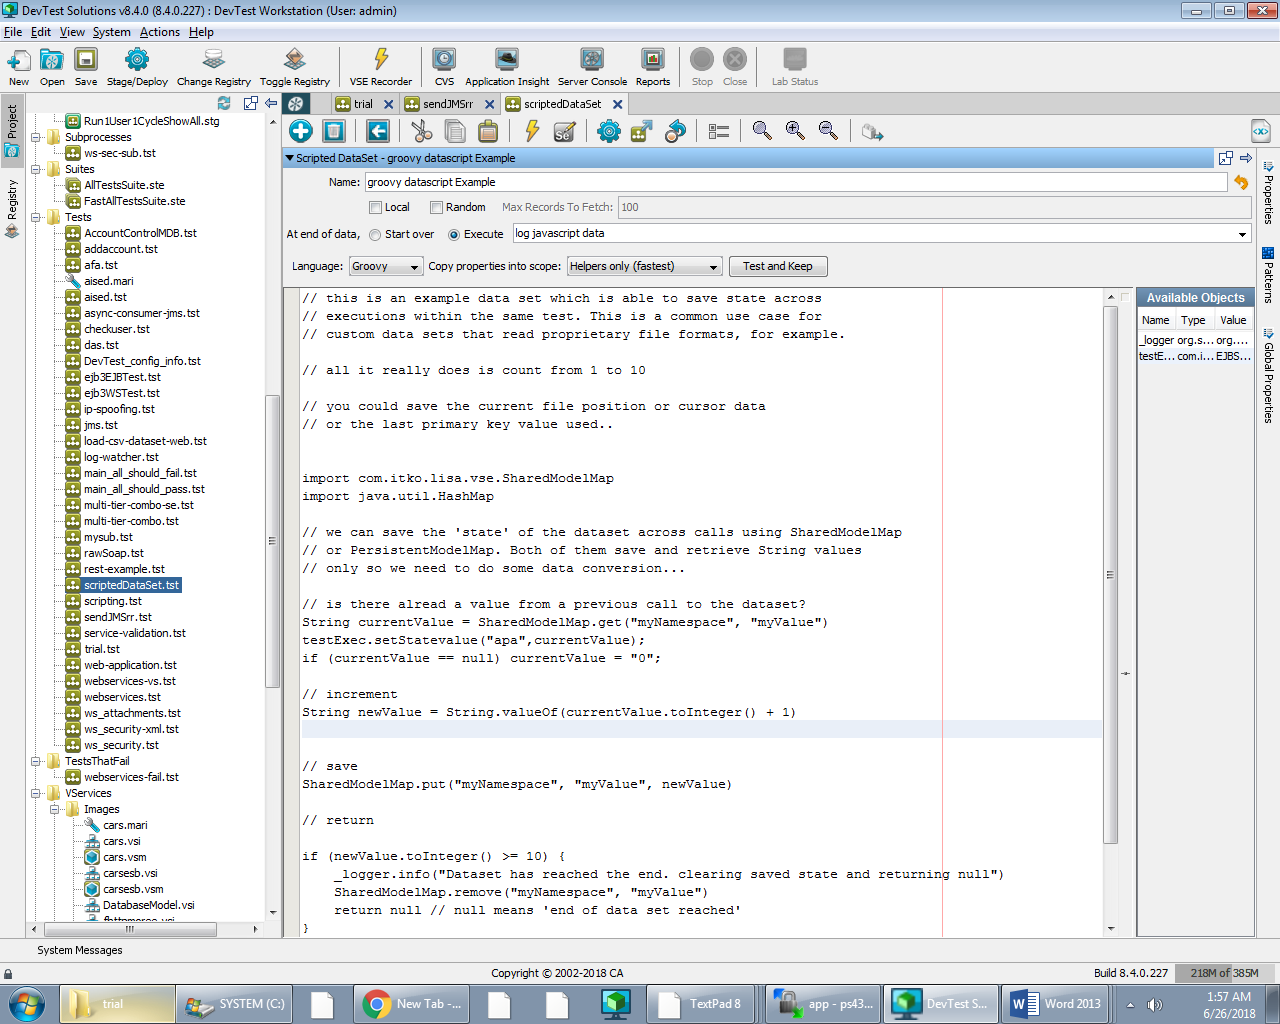 DevTest Solutions v8.4.0 (8.4.0.227) : DevTest Workstation (User: admin)
File Edit View System Actions Help
New Open Save Stage/Deploy Change Registry Toggle Registry VSE Recorder CVS Application Insight Server Console Reports Stop Close Lab Status
Project
Registry
Run1User1CycleShowAll.stg
Subprocesses
ws-sec-sub.tst
Suites
AllTestsSuite.ste
FastAllTestsSuite.ste
Tests
AccountControlMDB.tst
addaccount.tst
afa.tst
aised.mari
aised.tst
async-consumer-jms.tst
checkuser.tst
das.tst
DevTest_config_info.tst
ejb3EJBTest.tst
ejb3WSTest.tst
ip-spoofing.tst
jms.tst
load-csv-dataset-web.tst
log-watcher.tst
main_all_should_fail.tst
main_all_should_pass.tst
multi-tier-combo-se.tst
multi-tier-combo.tst
mysub.tst
rawSoap.tst
rest-example.tst
scriptedDataSet.tst
scripting.tst
sendJMSrr.tst
service-validation.tst
trial.tst
web-application.tst
webservices-vs.tst
webservices.tst
ws_attachments.tst
ws_security-xml.tst
ws_security.tst
TestsThatFail
webservices-fail.tst
VServices
Images
cars.mari
cars.vsi
cars.vsm
carsesb.vsi
carsesb.vsm
DatabaseModel.vsi
trial sendJMSrr scriptedDataSet
Scripted DataSet - groovy datascript Example
Name: groovy datascript Example
Local Random Max Records To Fetch: 100
At end of data, Start over Execute log javascript data
Language: Groovy Copy properties into scope: Helpers only (fastest) Test and Keep
// this is an example data set which is able to save state across
// executions within the same test. This is a common use case for
// custom data sets that read proprietary file formats, for example.
// all it really does is count from 1 to 10
// you could save the current file position or cursor data
// or the last primary key value used..
import com.itko.lisa.vse.SharedModelMap
import java.util.HashMap
// we can save the 'state' of the dataset across calls using SharedModelMap
// or PersistentModelMap. Both of them save and retrieve String values
// only so we need to do some data conversion...
// is there alread a value from a previous call to the dataset?
String currentValue = SharedModelMap.get("myNamespace", "myValue")
testExec.setStatevalue("apa",currentValue);
if (currentValue == null) currentValue = "0";
// increment
String newValue = String.valueOf(currentValue.toInteger() + 1)
// save
SharedModelMap.put("myNamespace", "myValue", newValue)
// return
if (newValue.toInteger() >= 10) {
_logger.info("Dataset has reached the end. clearing saved state and returning null")
SharedModelMap.remove("myNamespace", "myValue")
return null // null means 'end of data set reached'
}
Available Objects
Name Type Value
_logger org.s... org....
testE... com.i... EJBS...
Properties
Patterns
Global Properties
System Messages
Copyright © 2002-2018 CA
Build 8.4.0.227
218M of 385M
trial
SYSTEM (C:)
New Tab -...
TextPad 8
app - ps43...
DevTest S...
Word 2013
1:57 AM
6/26/2018